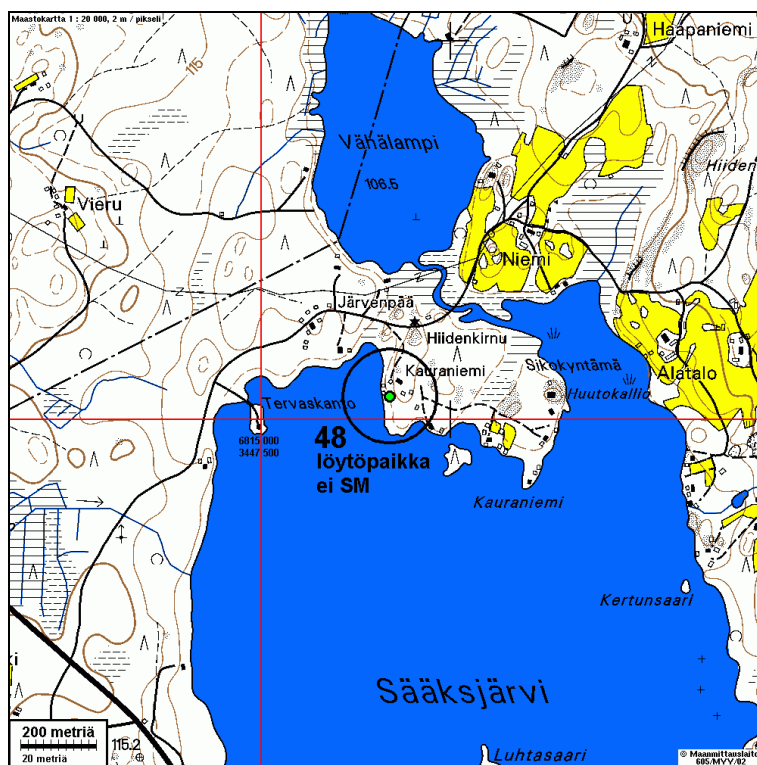 Maastokartta 1 : 20 000, 2 m / pikseli
Haapaniemi
115
Vähälampi
106.5
Hiiden
Vieru
Niemi
Järvenpää
Hiidenkirnu
Kauraniemi
Sikokyntämä
Alatalo
Huutokallio
Tervaskanto
6815 000
3447 500
48
löytöpaikka
ei SM
Kauraniemi
Kertunsaari
ki
Sääksjärvi
200 metriä
20 metriä
115.2
Luhtasaari
© Maanmittauslaito
605/MYY/02